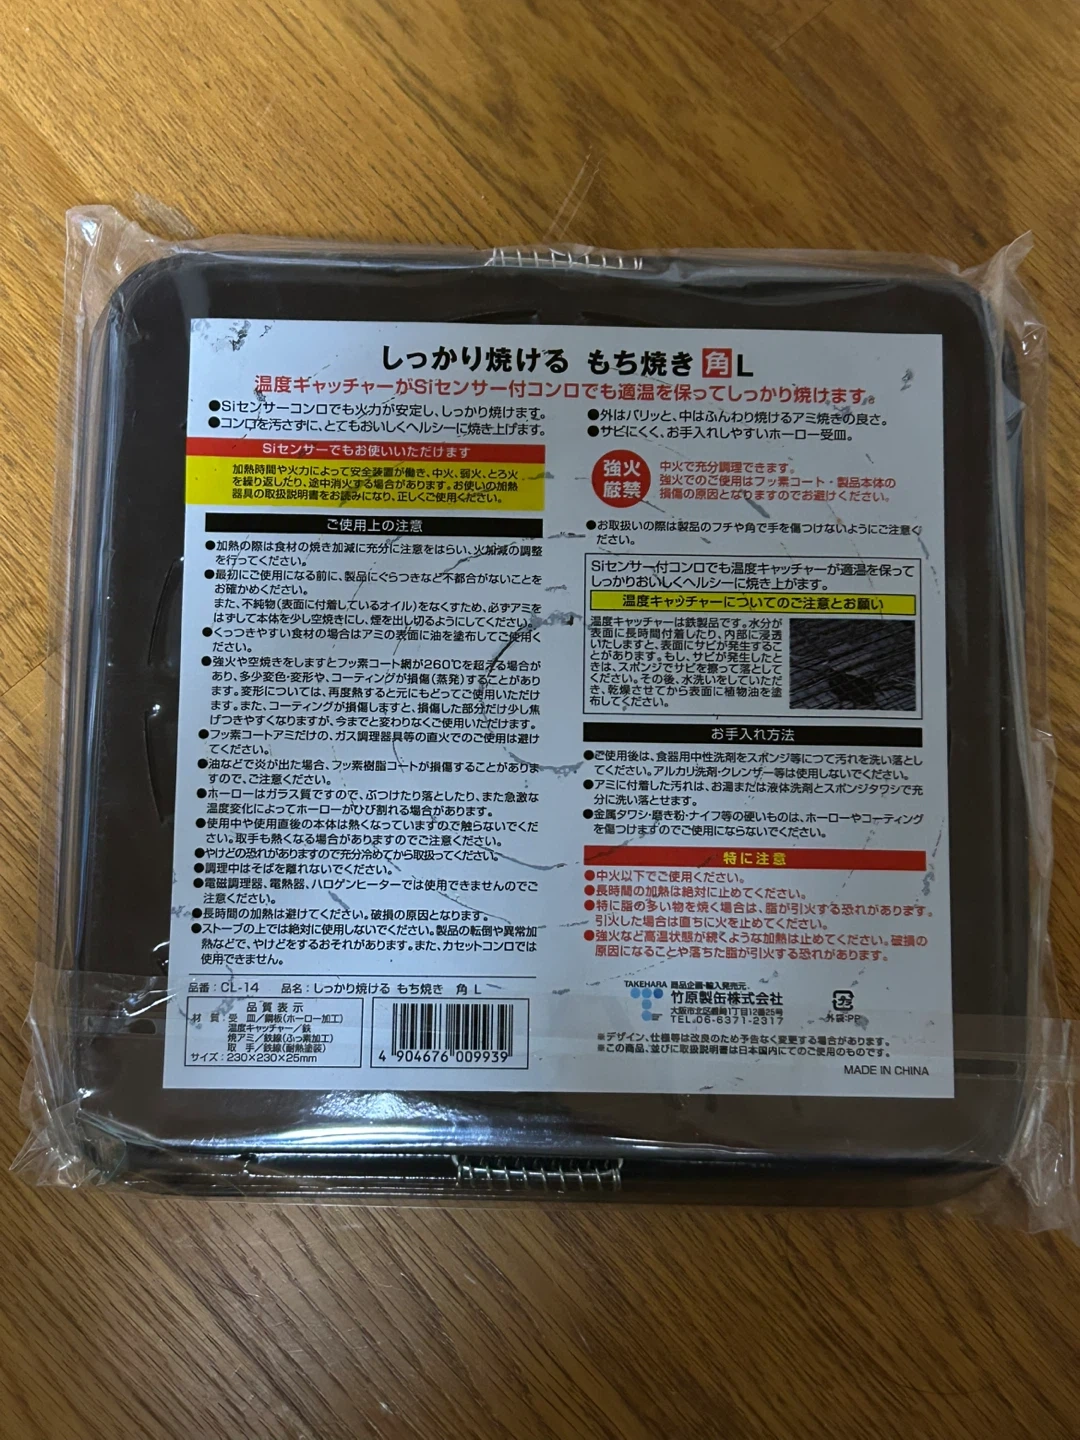 しっかり焼ける もち焼き 角 L
温度キャッチャーがSiセンサー付コンロでも適温を保ってしっかり焼けます。
●Siセンサーコンロでも火力が安定し、しっかり焼けます。
●コンロを汚さずに、とてもおいしくヘルシーに焼き上げます。
Siセンサーでもお使いいただけます
加熱時間や火力によって安全装置が働き、中火、弱火、とろ火
を繰り返したり、途中消火する場合があります。お使いの加熱
器具の取扱説明書をお読みになり、正しくご使用ください。
ご使用上の注意
●加熱の際は食材の焼き加減に充分に注意をはらい、火加減の調整
を行ってください。
●最初にご使用になる前に、製品にぐらつきなど不都合がないことを
お確かめください。
また、不純物(表面に付着しているオイル)をなくすため、必ずアミを
はずして本体を少し空焼きにし、煙を出し切るようにしてください。
●くっつきやすい食材の場合はアミの表面に油を塗布してご使用く
ださい。
●強火や空焼きをしますとフッ素コート網が260℃を超える場合が
あり、多少変色・変形や、コーティングが損傷(蒸発)することがあり
ます。変形については、再度熱すると元にもどってご使用いただけ
ます。また、コーティングが損傷しますと、損傷した部分だけ少し焦
げつきやすくなりますが、今までと変わりなくご使用いただけます。
●フッ素コートアミだけの、ガス調理器具等の直火でのご使用は避け
てください。
●油などで炎が出た場合、フッ素樹脂コートが損傷することがありま
すので、ご注意ください。
●ホーローはガラス質ですので、ぶつけたり落としたり、また急激な
温度変化によってホーローがひび割れる場合があります。
●使用中や使用直後の本体は熱くなっていますので触らないでくだ
さい。取手も熱くなる場合がありますのでご注意ください。
●やけどの恐れがありますので充分冷めてから取扱ってください。
●調理中はそばを離れないでください。
●電磁調理器、電熱器、ハロゲンヒーターでは使用できませんのでご
注意ください。
●長時間の加熱は避けてください。破損の原因となります。
●ストーブの上では絶対に使用しないでください。製品の転倒や異常加
熱などで、やけどをするおそれがあります。また、カセットコンロでは
使用できません。
品番:CL-14 品名:しっかり焼ける もち焼き 角 L
品質表示
材 質:受 皿/鋼板(ホーロー加工)
温度キャッチャー/鉄
焼アミ/鉄線(ふっ素加工)
取 手/鉄線(耐熱塗装)
サイズ:230×230×25mm
4 904676 009939
●外はパリッと、中はふんわり焼けるアミ焼きの良さ。
●サビにくく、お手入れしやすいホーロー受皿。
強火
厳禁
中火で充分調理できます。
強火でのご使用はフッ素コート・製品本体の
損傷の原因となりますのでお避けください。
●お取扱いの際は製品のフチや角で手を傷つけないようにご注意く
ださい。
Siセンサー付コンロでも温度キャッチャーが適温を保って
しっかりおいしくヘルシーに焼き上がます。
温度キャッチャーについてのご注意とお願い
温度キャッチャーは鉄製品です。水分が
表面に長時間付着したり、内部に浸透
いたしますと、表面にサビが発生するこ
とがあります。もし、サビが発生したとき
は、スポンジでサビを擦って落として
ください。その後、水洗いをしていただ
き、乾燥させてから表面に植物油を塗
布してください。
お手入れ方法
●ご使用後は、食器用中性洗剤をスポンジ等につて汚れを洗い落とし
てください。アルカリ洗剤・クレンザー等は使用しないでください。
●アミに付着した汚れは、お湯または液体洗剤とスポンジタワシで充
分に洗い落とせます。
●金属タワシ・磨き粉・ナイフ等の硬いものは、ホーローやコーティング
を傷つけますのでご使用にならないでください。
特に注意
●中火以下でご使用ください。
●長時間の加熱は絶対に止めてください。
●特に脂の多い物を焼く場合は、脂が引火する恐れがあります。
引火した場合は直ちに火を止めてください。
●強火など高温状態が続くような加熱は止めてください。破損の
原因になることや落ちた脂が引火する恐れがあります。
TAKEHARA 商品企画・輸入発売元
竹原製缶株式会社
大阪市北区鶴崎1丁目12番25号
TEL.06-6371-2317
プラ
外袋:PP
※デザイン、仕様等は改良のため予告なく変更する場合があります。
※この商品、並びに取扱説明書は日本国内にてのご使用のものです。
MADE IN CHINA